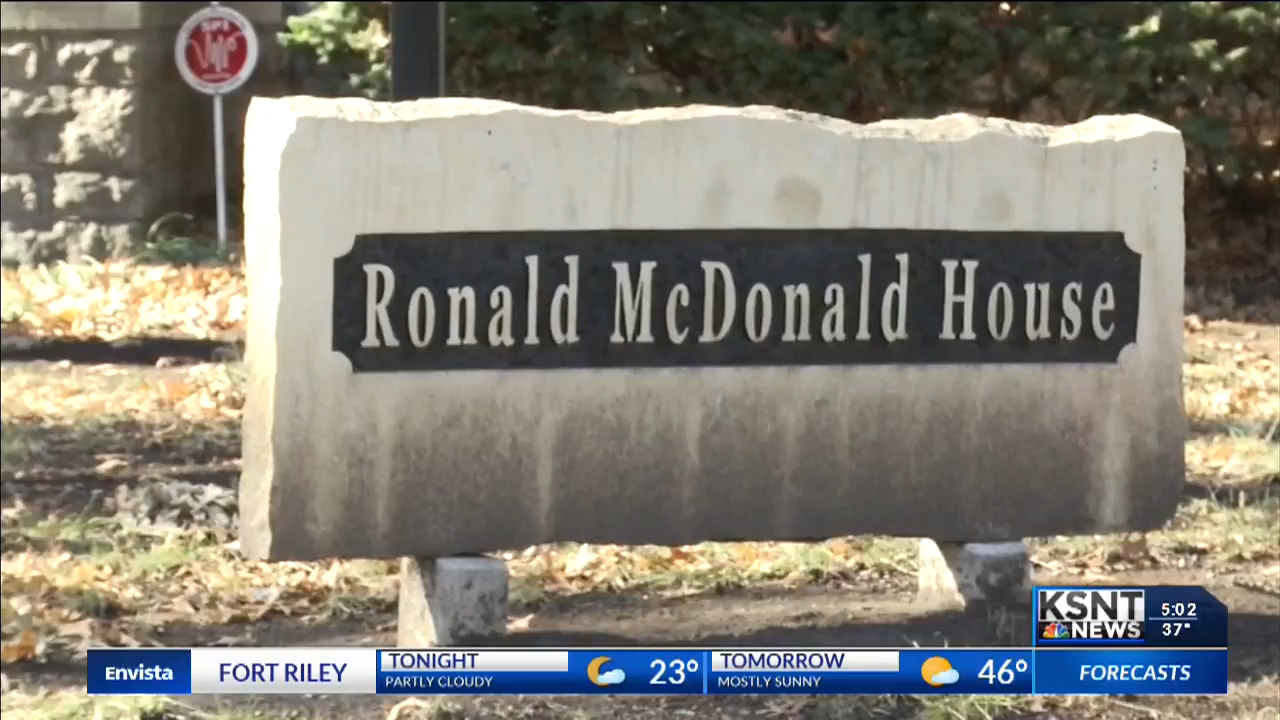 Ronald McDonald House
KSNT
NEWS
5:02
37°
Envista
FORT RILEY
TONIGHT
PARTLY CLOUDY
23°
TOMORROW
MOSTLY SUNNY
46°
FORECASTS